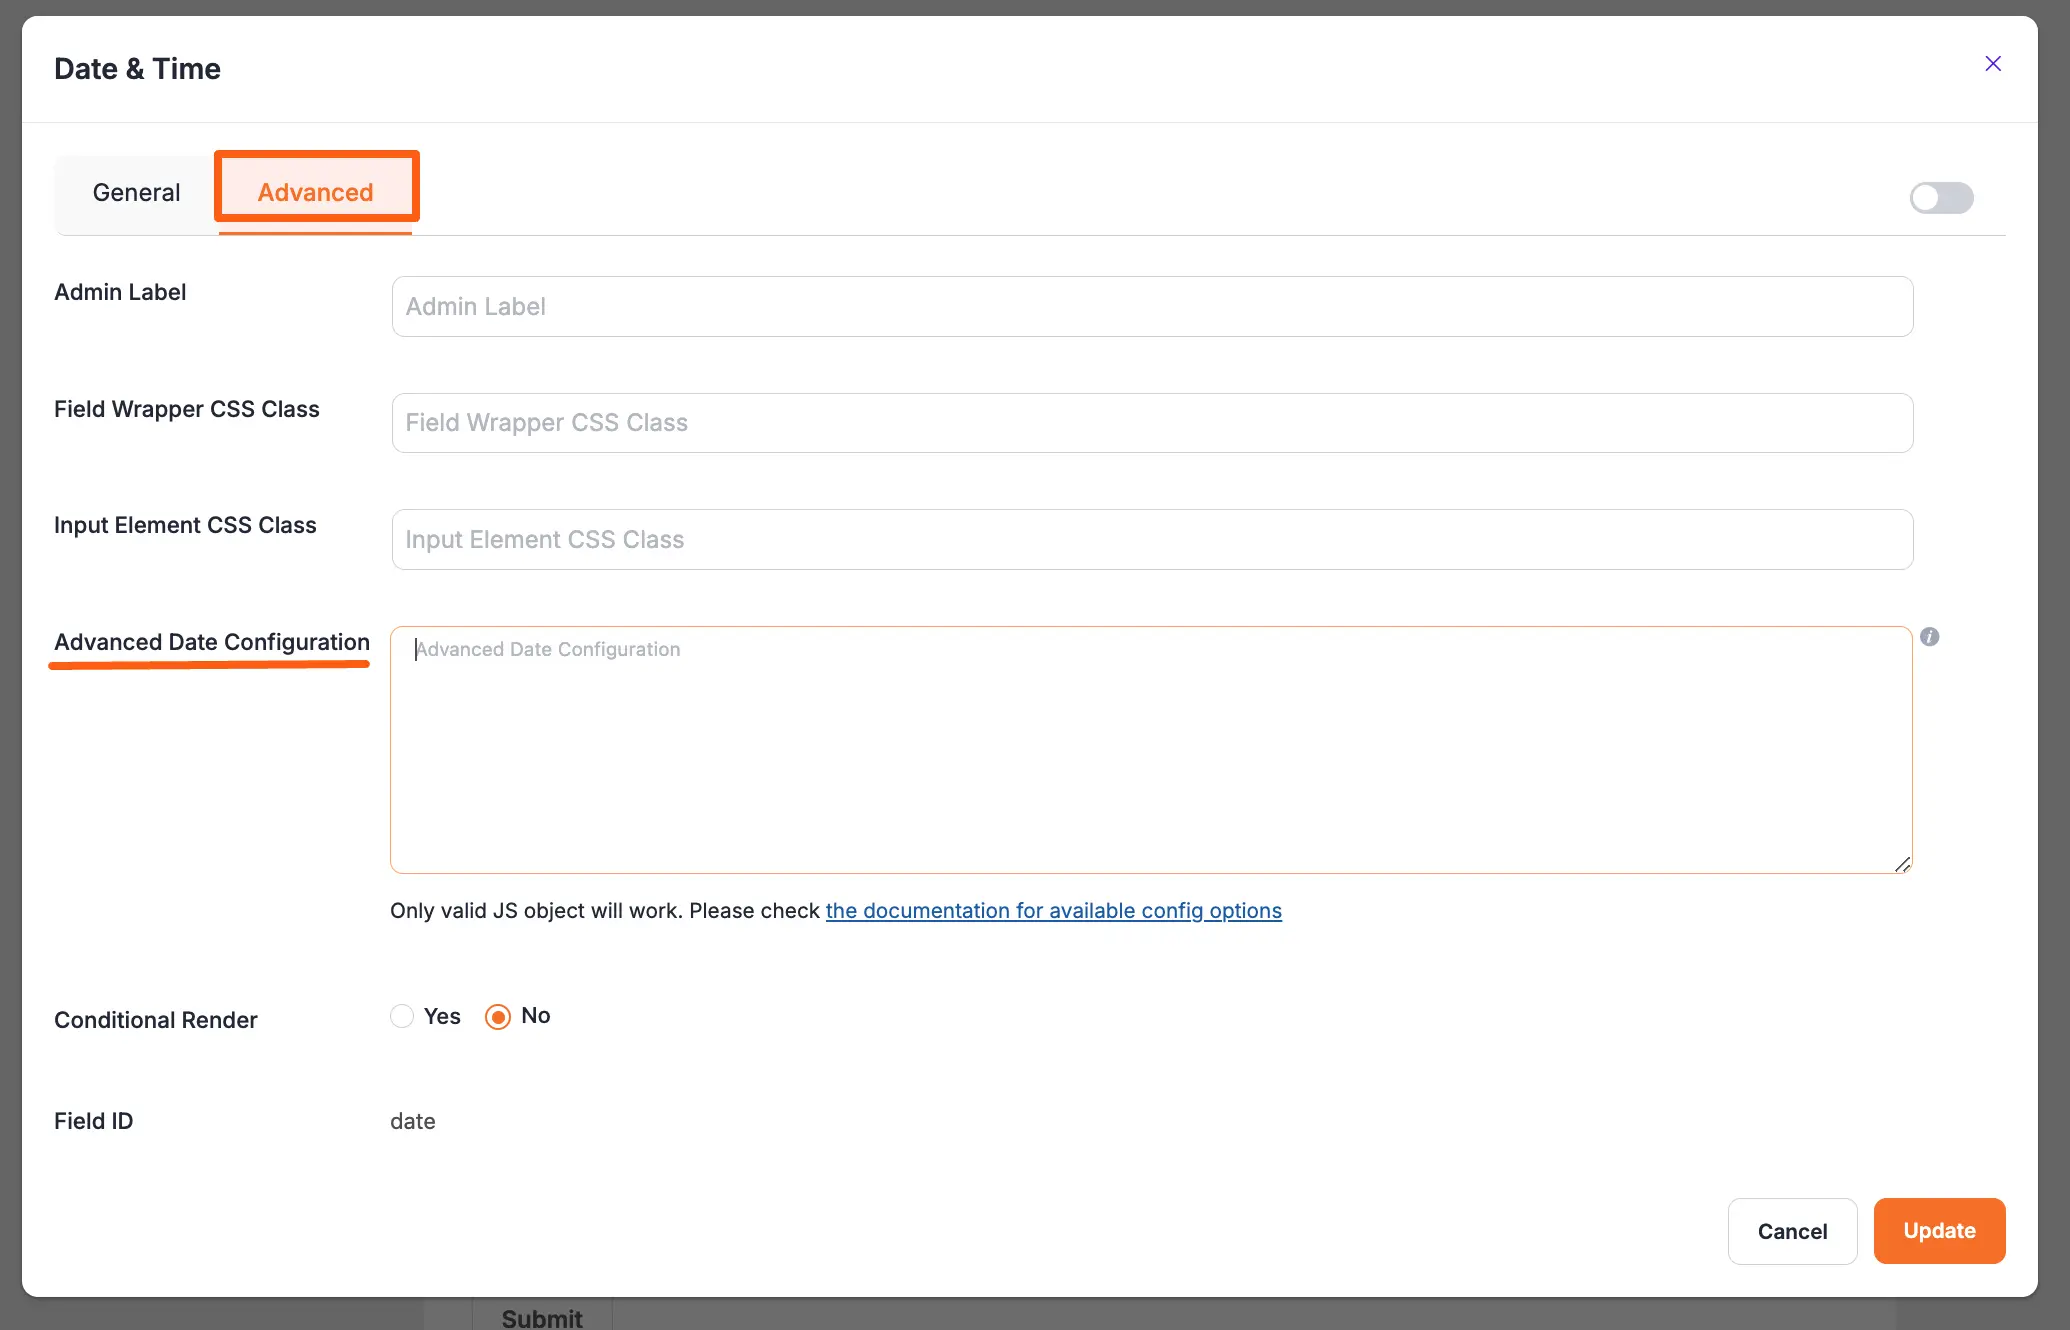 Date & Time
General
Advanced
Admin Label
Admin Label
Field Wrapper CSS Class
Field Wrapper CSS Class
Input Element CSS Class
Input Element CSS Class
Advanced Date Configuration
Advanced Date Configuration
i
Only valid JS object will work. Please check the documentation for available config options
Conditional Render
Yes
No
Field ID
date
Cancel
Update
Submit